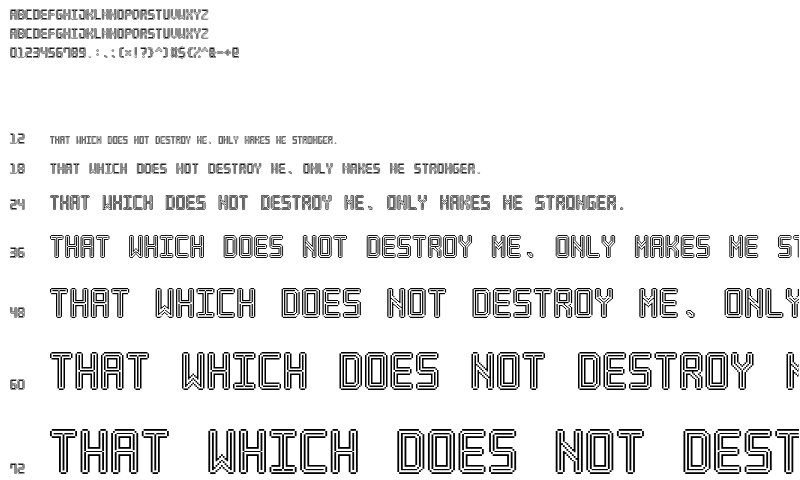 ABCDEFGHIJKLMNOPQRSTUVWXYZ
ABCDEFGHIJKLMNOPQRSTUVWXYZ
0123456789.:,;(*!?)^)#$€%^&-+@
12 THAT WHICH DOES NOT DESTROY ME, ONLY MAKES ME STRONGER.
18 THAT WHICH DOES NOT DESTROY ME, ONLY MAKES ME STRONGER.
24 THAT WHICH DOES NOT DESTROY ME, ONLY MAKES ME STRONGER.
36 THAT WHICH DOES NOT DESTROY ME, ONLY MAKES ME ST
48 THAT WHICH DOES NOT DESTROY ME, ONLY
60 THAT WHICH DOES NOT DESTROY M
72 THAT WHICH DOES NOT DEST